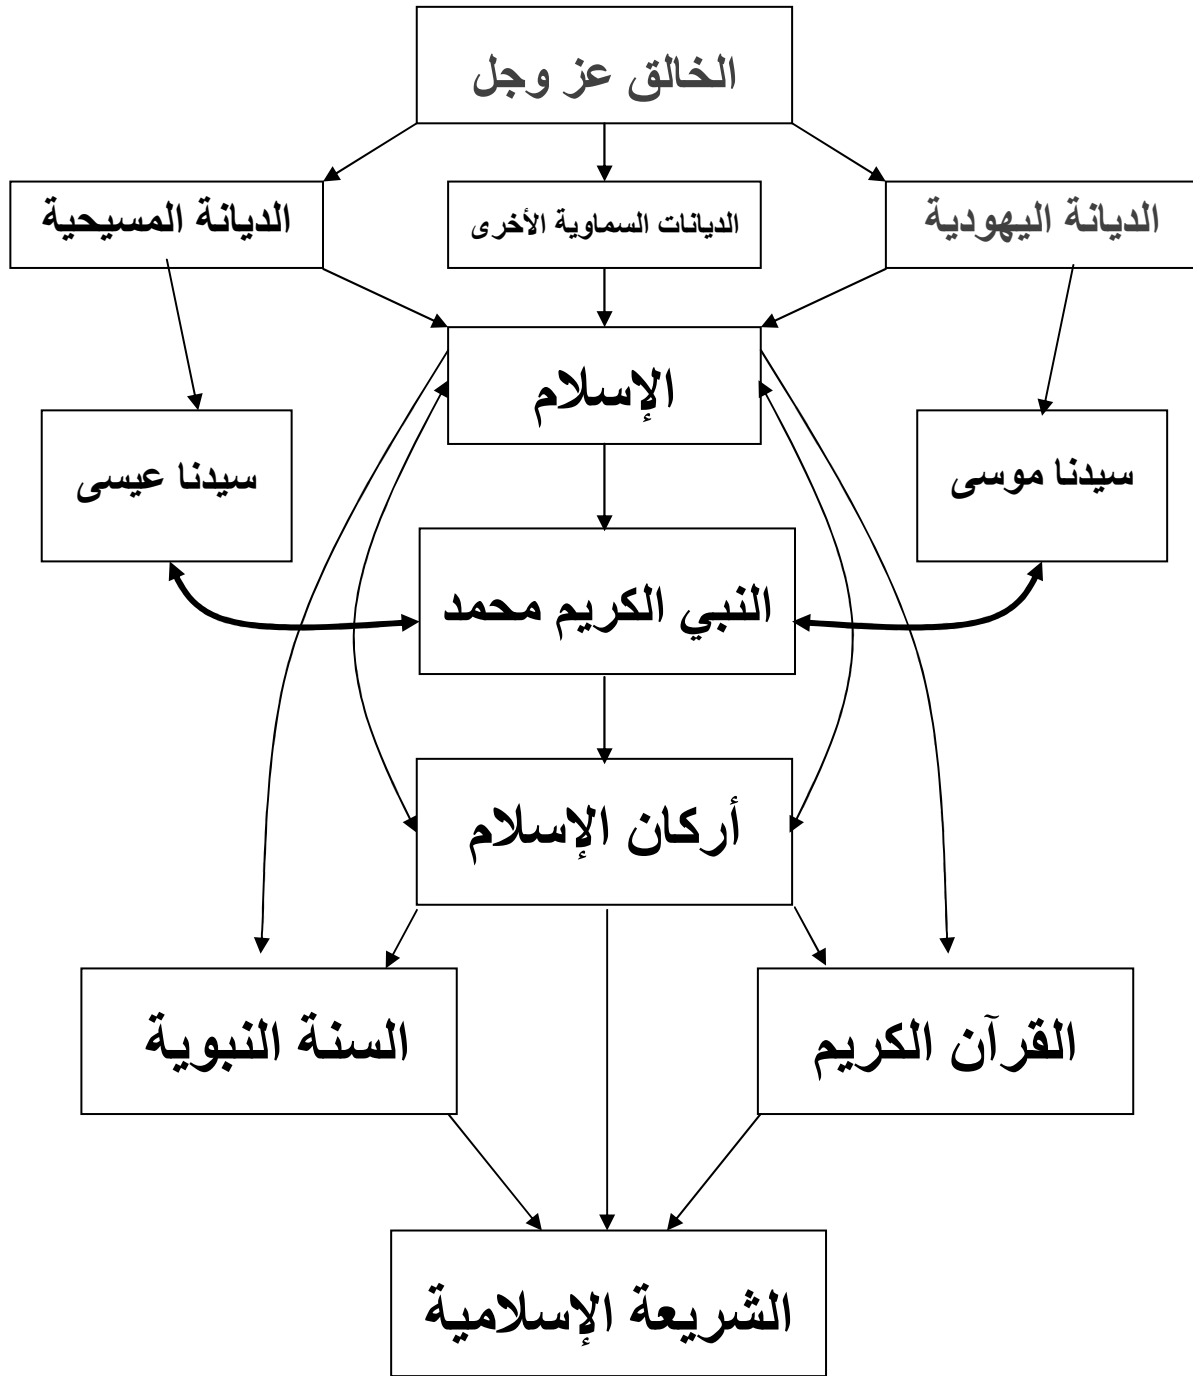 الخالق عز وجل
الديانة اليهودية
الديانات السماوية الأخرى
الديانة المسيحية
الإسلام
سيدنا موسى
سيدنا عيسى
النبي الكريم محمد
أركان الإسلام
القرآن الكريم
السنة النبوية
الشريعة الإسلامية